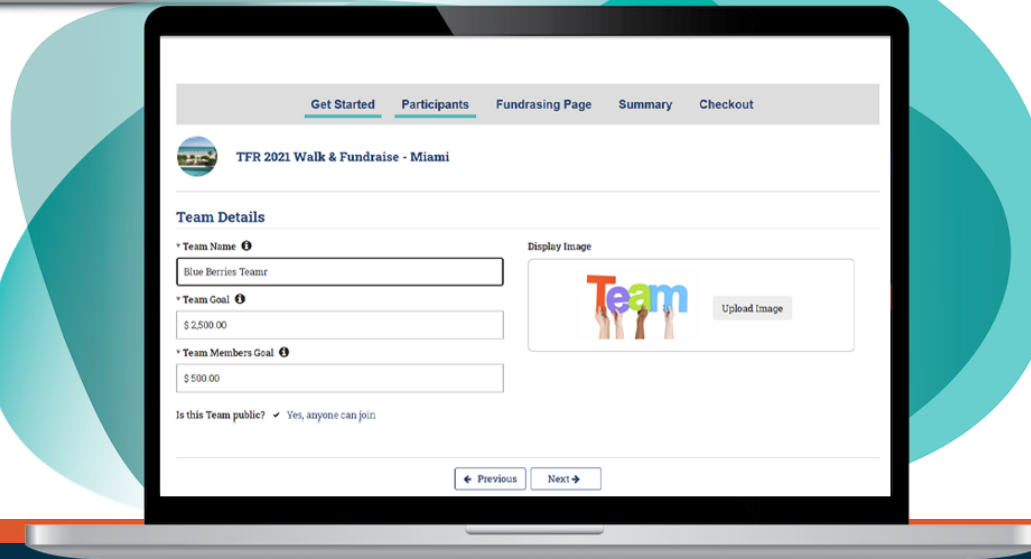 Get Started Participants Fundrasing Page Summary Checkout
TFR 2021 Walk & Fundraise - Miami
Team Details
* Team Name i
Blue Berries Teamr
Display Image
Team
Upload Image
* Team Goal i
$ 2,500.00
* Team Members Goal i
$ 500.00
Is this Team public? ✓ Yes, anyone can join
← Previous Next →